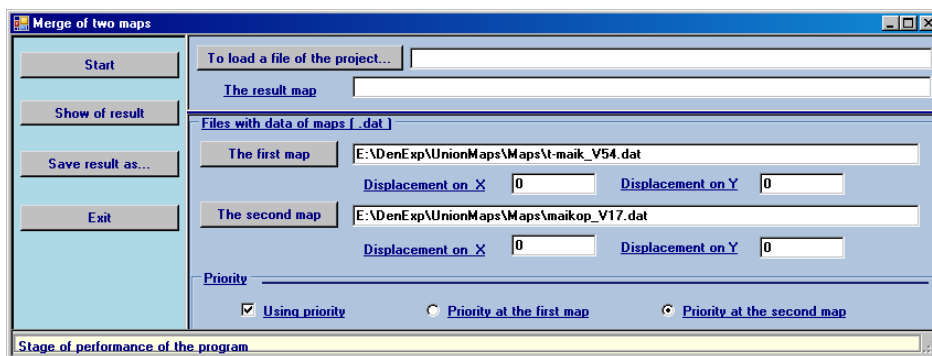 Merge of two maps
Start
Show of result
Save result as...
Exit
To load a file of the project...
The result map
Files with data of maps ( .dat )
The first map E:\DenExp\UnionMaps\Maps\t-maik_V54.dat
Displacement on X 0 Displacement on Y 0
The second map E:\DenExp\UnionMaps\Maps\maikop_V17.dat
Displacement on X 0 Displacement on Y 0
Priority
Using priority Priority at the first map Priority at the second map
Stage of performance of the program